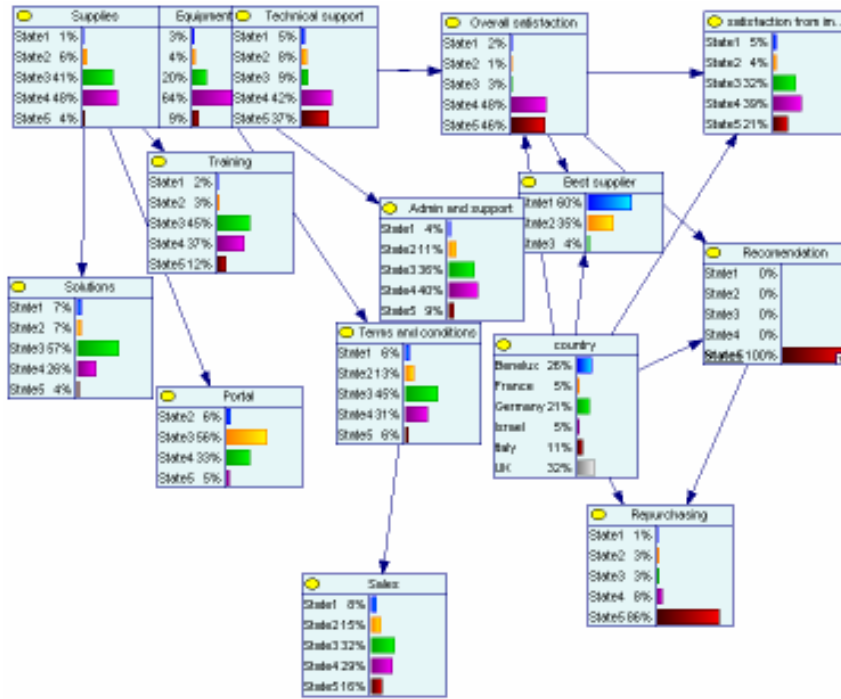 Supplies
State1 1%
State2 6%
State3 41%
State4 48%
State5 4%
Equipment
3%
4%
20%
64%
9%
Technical support
State1 5%
State2 8%
State3 9%
State4 42%
State5 37%
Overall satisfaction
State1 2%
State2 1%
State3 3%
State4 48%
State5 46%
satisfaction from im...
State1 5%
State2 4%
State3 32%
State4 39%
State5 21%
Training
State1 2%
State2 3%
State3 45%
State4 37%
State5 12%
Admin and support
State1 4%
State2 11%
State3 36%
State4 40%
State5 9%
Best supplier
State1 60%
State2 35%
State3 4%
Recomendation
State1 0%
State2 0%
State3 0%
State4 0%
State5 100%
Solutions
State1 7%
State2 7%
State3 57%
State4 26%
State5 4%
Terms and conditions
State1 6%
State2 13%
State3 45%
State4 31%
State5 6%
country
Benelux 26%
France 5%
Germany 21%
Israel 5%
Italy 11%
UK 32%
Portal
State2 6%
State3 56%
State4 33%
State5 5%
Repurchasing
State1 1%
State2 3%
State3 3%
State4 8%
State5 86%
Sales
State1 8%
State2 15%
State3 32%
State4 29%
State5 16%